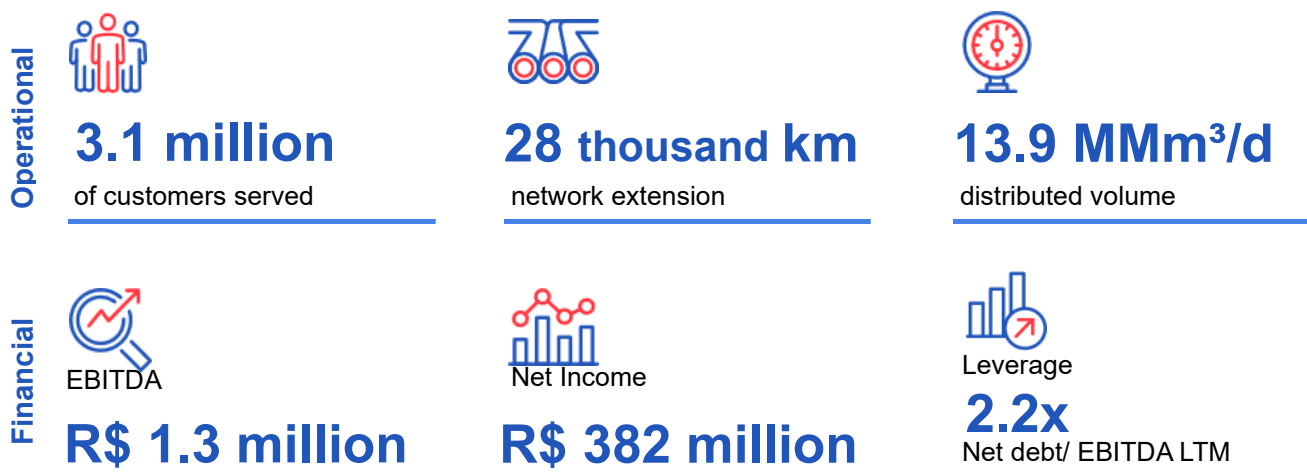 Operational
3.1 million
of customers served
28 thousand km
network extension
13.9 MMm³/d
distributed volume
Financial
EBITDA
R$ 1.3 million
Net Income
R$ 382 million
Leverage
2.2x
Net debt/ EBITDA LTM